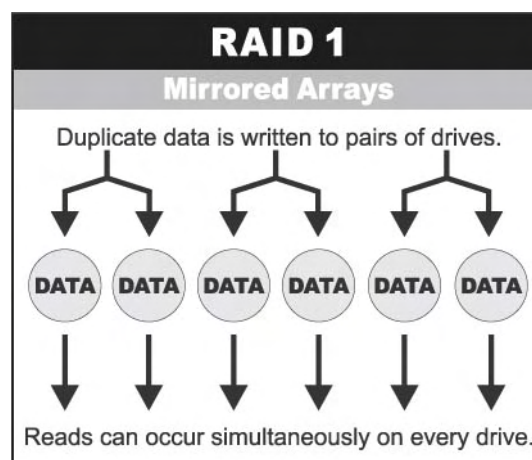 RAID 1
Mirrored Arrays
Duplicate data is written to pairs of drives.
DATA DATA DATA DATA DATA DATA
Reads can occur simultaneously on every drive.